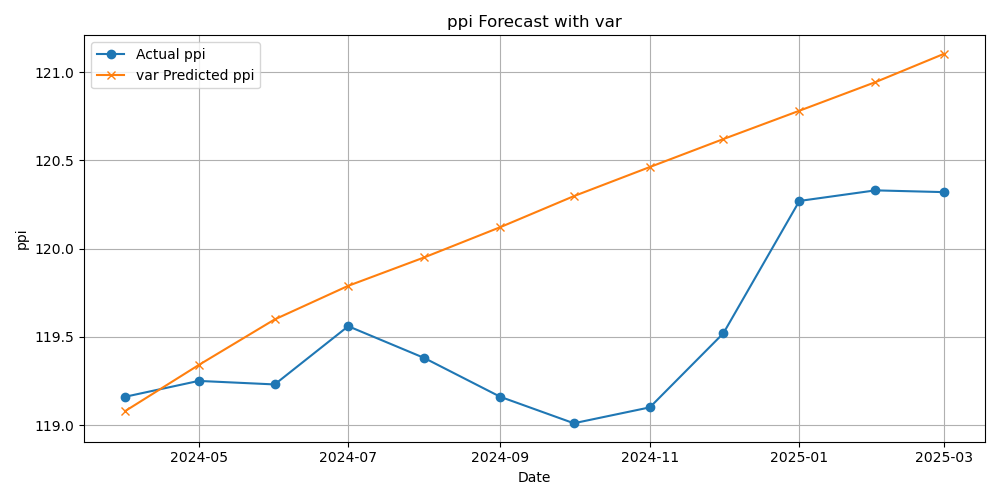 ppi Forecast with var
Actual ppi
var Predicted ppi
121.0
120.5
120.0
119.5
119.0
ppi
2024-05 2024-07 2024-09 2024-11 2025-01 2025-03
Date